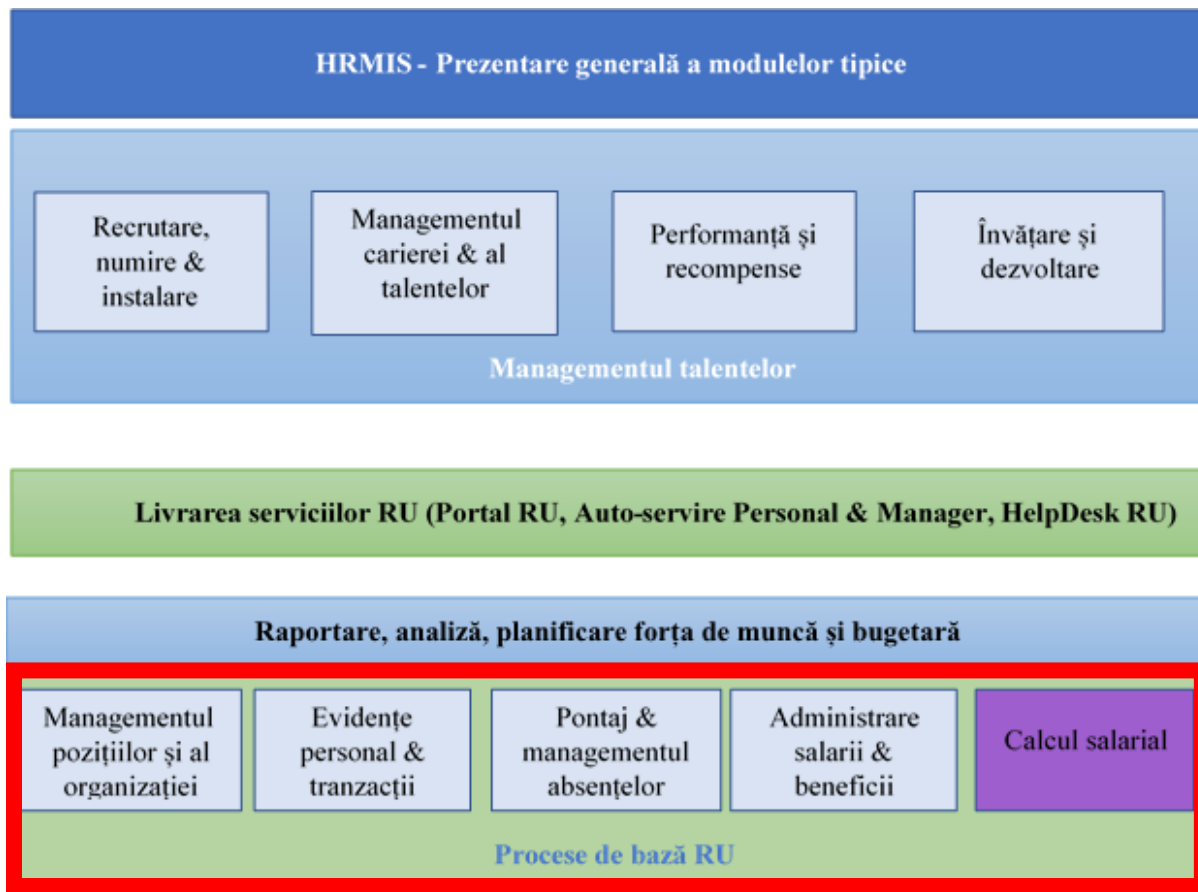 HRMIS - Prezentare generală a modulelor tipice
Recrutare,
numire &
instalare
Managementul
carierei & al
talentelor
Performanță și
recompense
Învățare și
dezvoltare
Managementul talentelor
Livrarea serviciilor RU (Portal RU, Auto-servire Personal & Manager, HelpDesk RU)
Raportare, analiză, planificare forța de muncă și bugetară
Managementul
pozițiilor și al
organizației
Evidențe
personal &
tranzacții
Pontaj &
managementul
absențelor
Administrare
salarii &
beneficii
Calcul salarial
Procese de bază RU